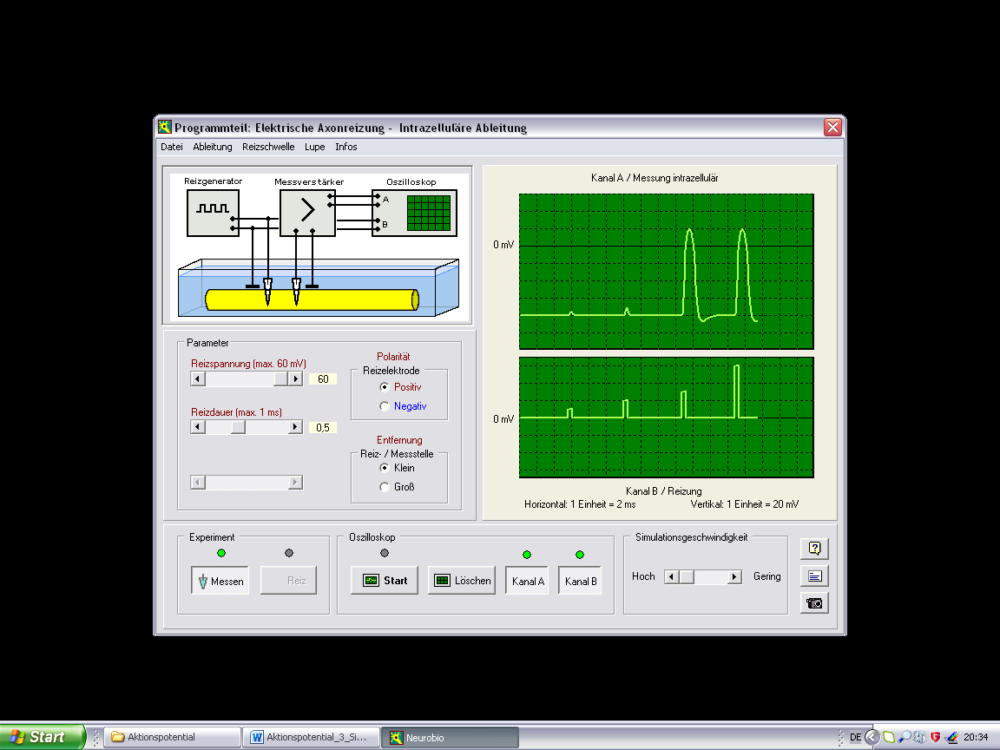 Programmteil: Elektrische Axonreizung - Intrazelluläre Ableitung
Datei Ableitung Reizschwelle Lupe Infos
Reizgenerator Messverstärker Oszilloskop
A
B
Kanal A / Messung intrazellulär
0 mV
0 mV
Kanal B / Reizung
Horizontal: 1 Einheit = 2 ms Vertikal: 1 Einheit = 20 mV
Parameter
Reizspannung (max. 60 mV)
60
Reizdauer (max. 1 ms)
0,5
Polarität
Reizelektrode
Positiv
Negativ
Entfernung
Reiz- / Messstelle
Klein
Groß
Experiment
Messen Reiz
Oszilloskop
Start Löschen Kanal A Kanal B
Simulationsgeschwindigkeit
Hoch Gering
?
Start Aktionspotential Aktionspotential_3_Si... Neurobio DE 20:34